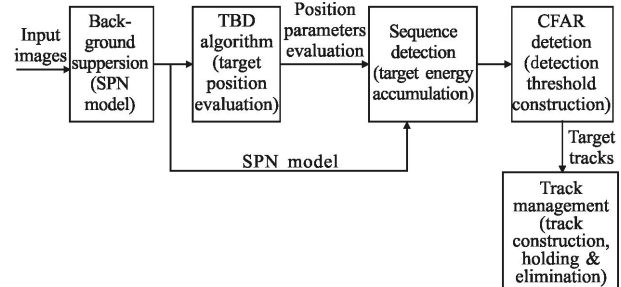 Input
images
Back-
ground
suppersion
(SPN
model)
TBD
algorithm
(target
position
evaluation)
Position
parameters
evaluation
Sequence
detection
(target energy
accumulation)
CFAR
detetion
(detection
threshold
construction)
SPN model
Target
tracks
Track
management
(track
construction,
holding &
elimination)